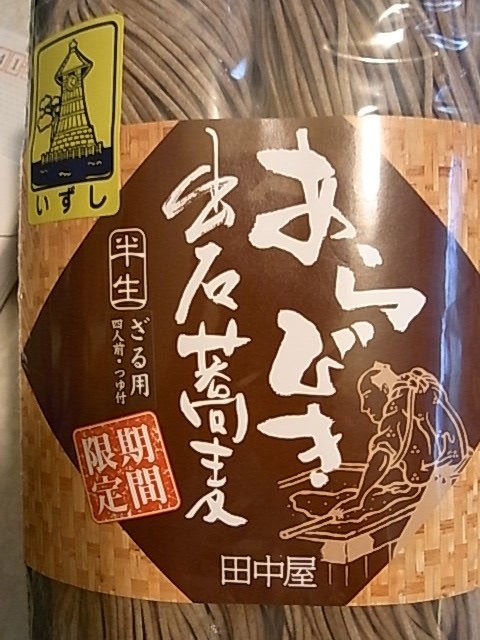 いずし
あらびき
出石蕎麦
半生
ざる用
四人前・つゆ付
期間
限定
田中屋